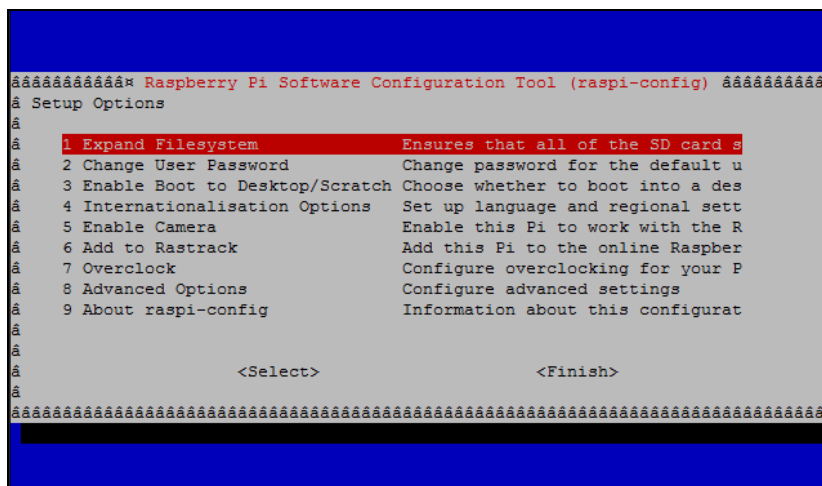 âââââââââââ¤ Raspberry Pi Software Configuration Tool (raspi-config) ââââââââââ
â Setup Options
â
â 1 Expand Filesystem Ensures that all of the SD card s
â 2 Change User Password Change password for the default u
â 3 Enable Boot to Desktop/Scratch Choose whether to boot into a des
â 4 Internationalisation Options Set up language and regional sett
â 5 Enable Camera Enable this Pi to work with the R
â 6 Add to Rastrack Add this Pi to the online Raspber
â 7 Overclock Configure overclocking for your P
â 8 Advanced Options Configure advanced settings
â 9 About raspi-config Information about this configurat
â
â
â <Select> <Finish>
â
ââââââââââââââââââââââââââââââââââââââââââââââââââââââââââââââââââââââââââââââ